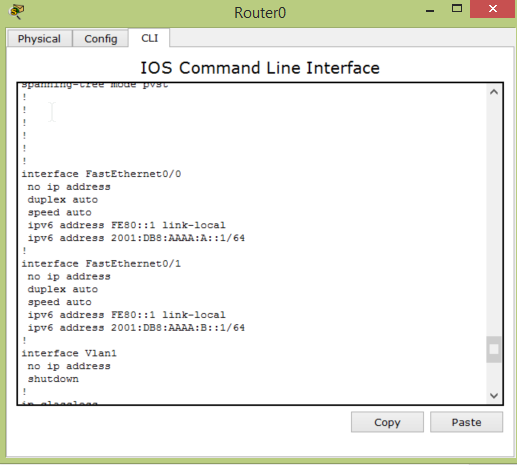 Router0
Physical Config CLI
IOS Command Line Interface
spanning-tree mode pvst
!
!
!
!
!
!
interface FastEthernet0/0
 no ip address
 duplex auto
 speed auto
 ipv6 address FE80::1 link-local
 ipv6 address 2001:DB8:AAAA:A::1/64
!
interface FastEthernet0/1
 no ip address
 duplex auto
 speed auto
 ipv6 address FE80::1 link-local
 ipv6 address 2001:DB8:AAAA:B::1/64
!
interface Vlan1
 no ip address
 shutdown
!
ip classless
Copy Paste